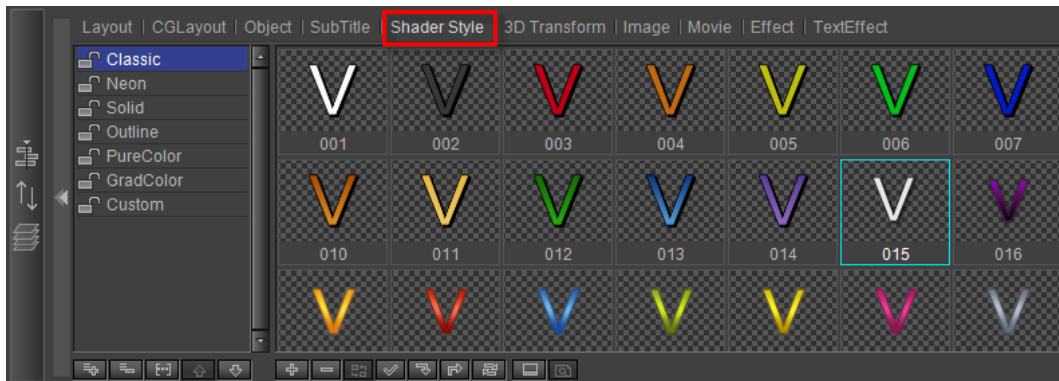 Layout | CGLayout | Object | SubTitle | Shader Style | 3D Transform | Image | Movie | Effect | TextEffect
Classic
Neon
Solid
Outline
PureColor
GradColor
Custom
V V V V V V V
001 002 003 004 005 006 007
V V V V V V V
010 011 012 013 014 015 016
V V V V V V V